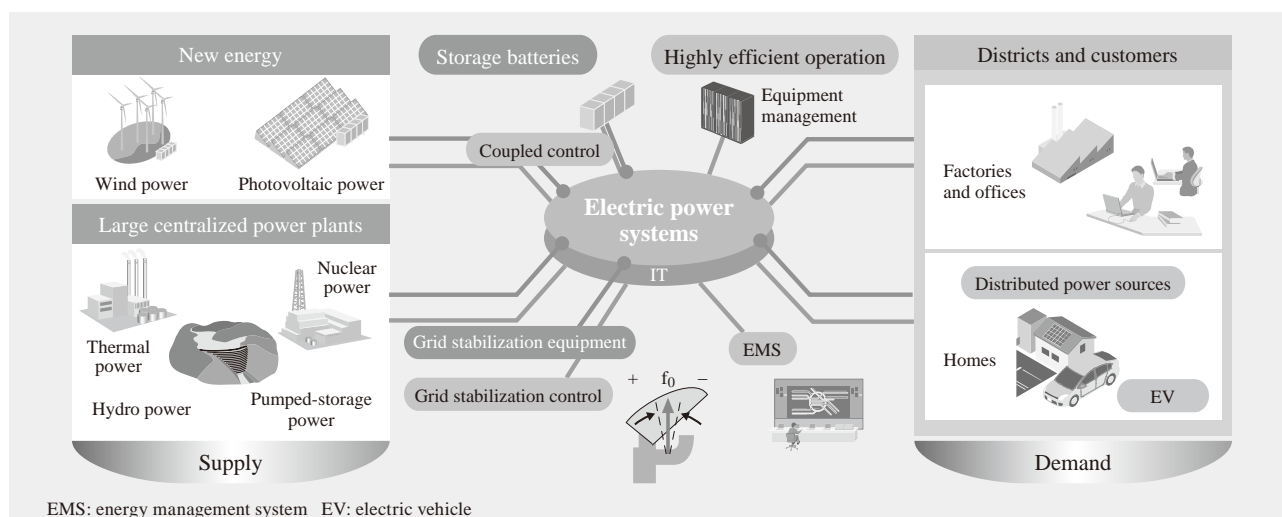 New energy
Wind power
Photovoltaic power
Large centralized power plants
Nuclear
power
Thermal
power
Hydro power
Pumped-storage
power
Supply
Storage batteries
Highly efficient operation
Equipment
management
Coupled control
Electric power
systems
IT
Grid stabilization equipment
Grid stabilization control
EMS
+ f0 −
Districts and customers
Factories
and offices
Distributed power sources
Homes
EV
Demand
EMS: energy management system EV: electric vehicle